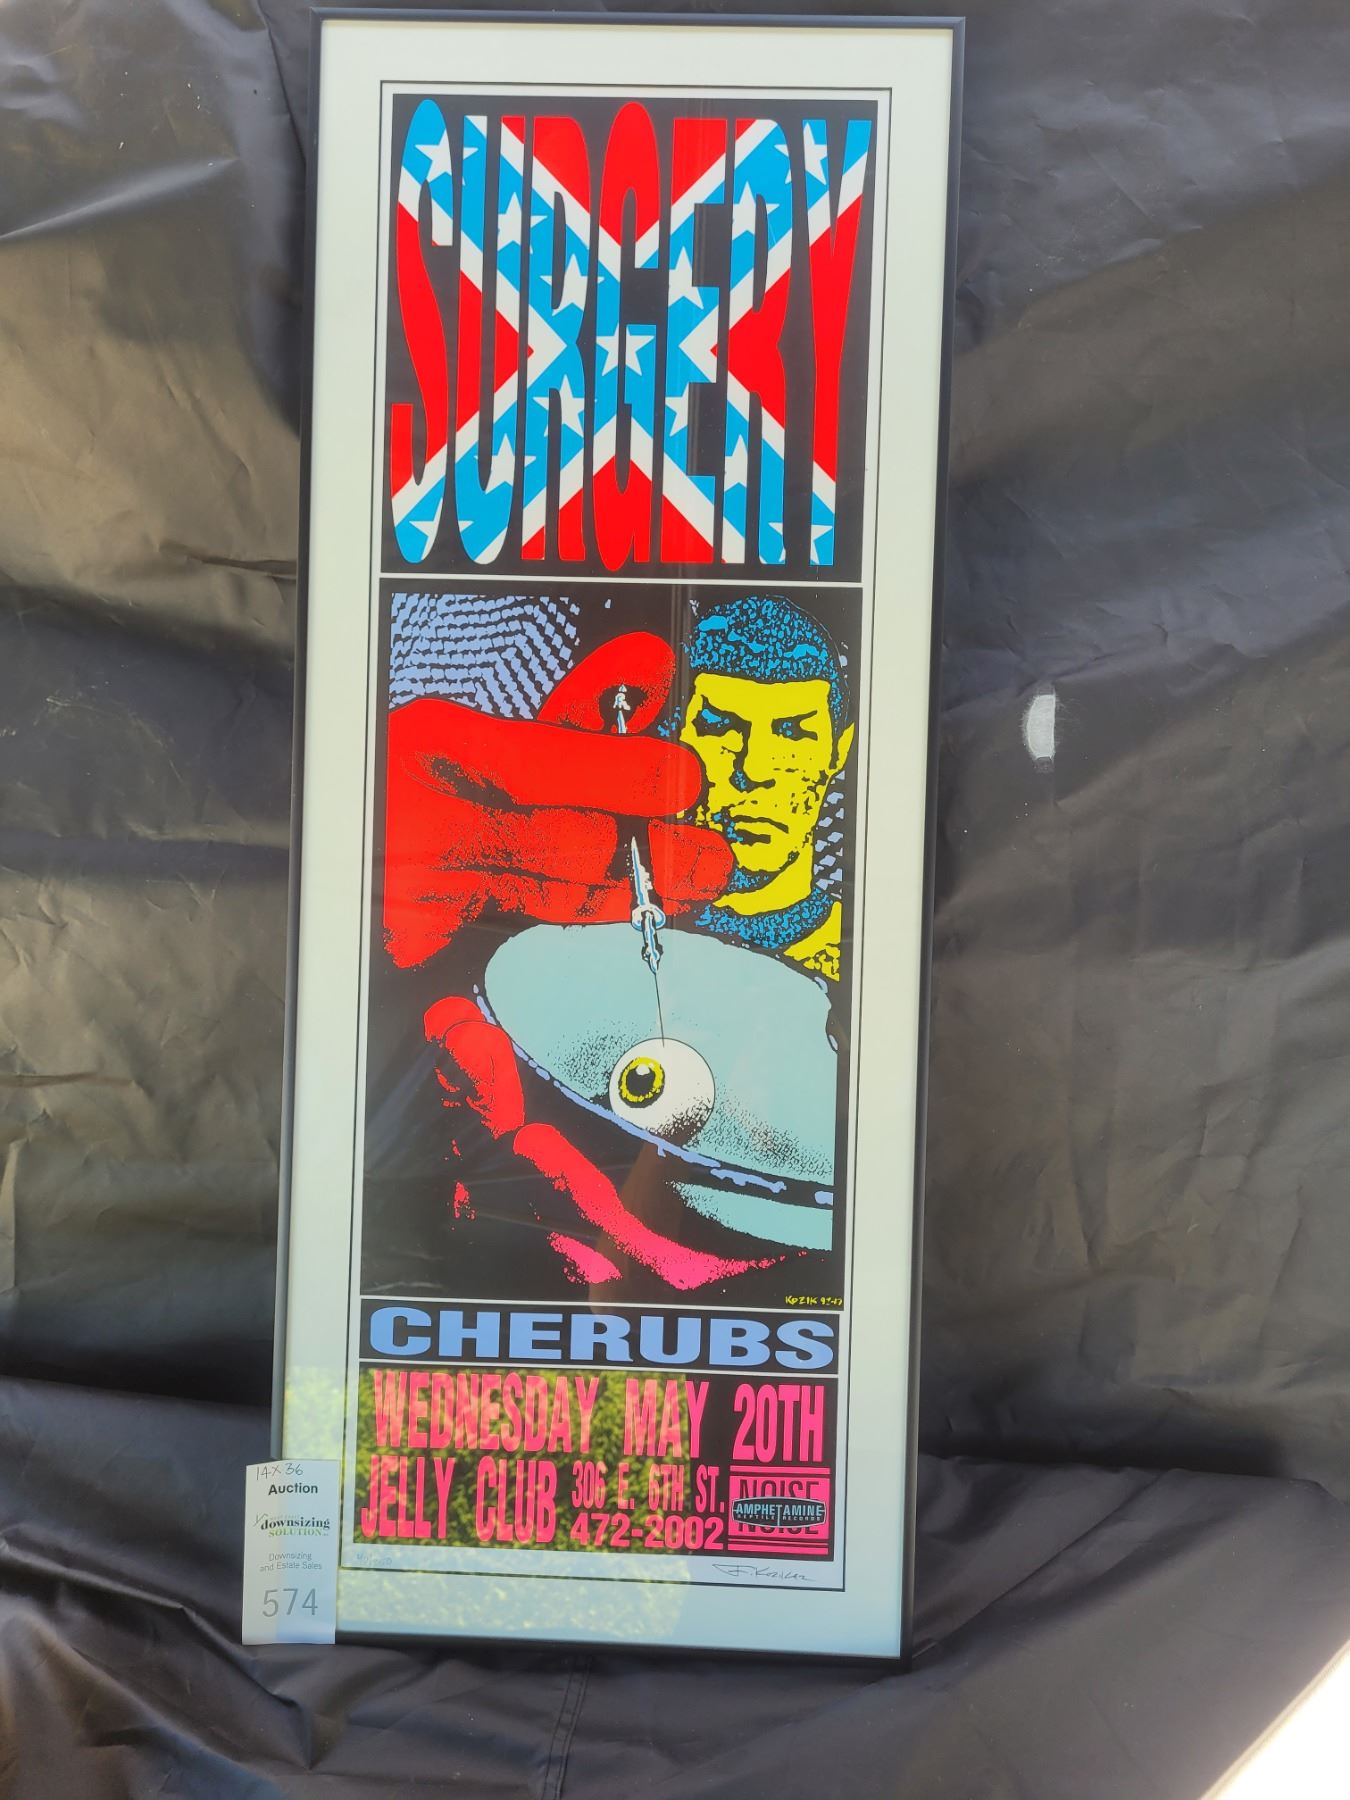 SURGERY
KOZIK
CHERUBS
WEDNESDAY MAY 20TH
JELLY CLUB 306 E. 6TH ST.
472-2002
NOISE
AMPHETAMINE
REPTILE RECORDS
NOISE
14X36
Auction
downsizing
SOLUTION
Downsizing
and Estate Sales
574